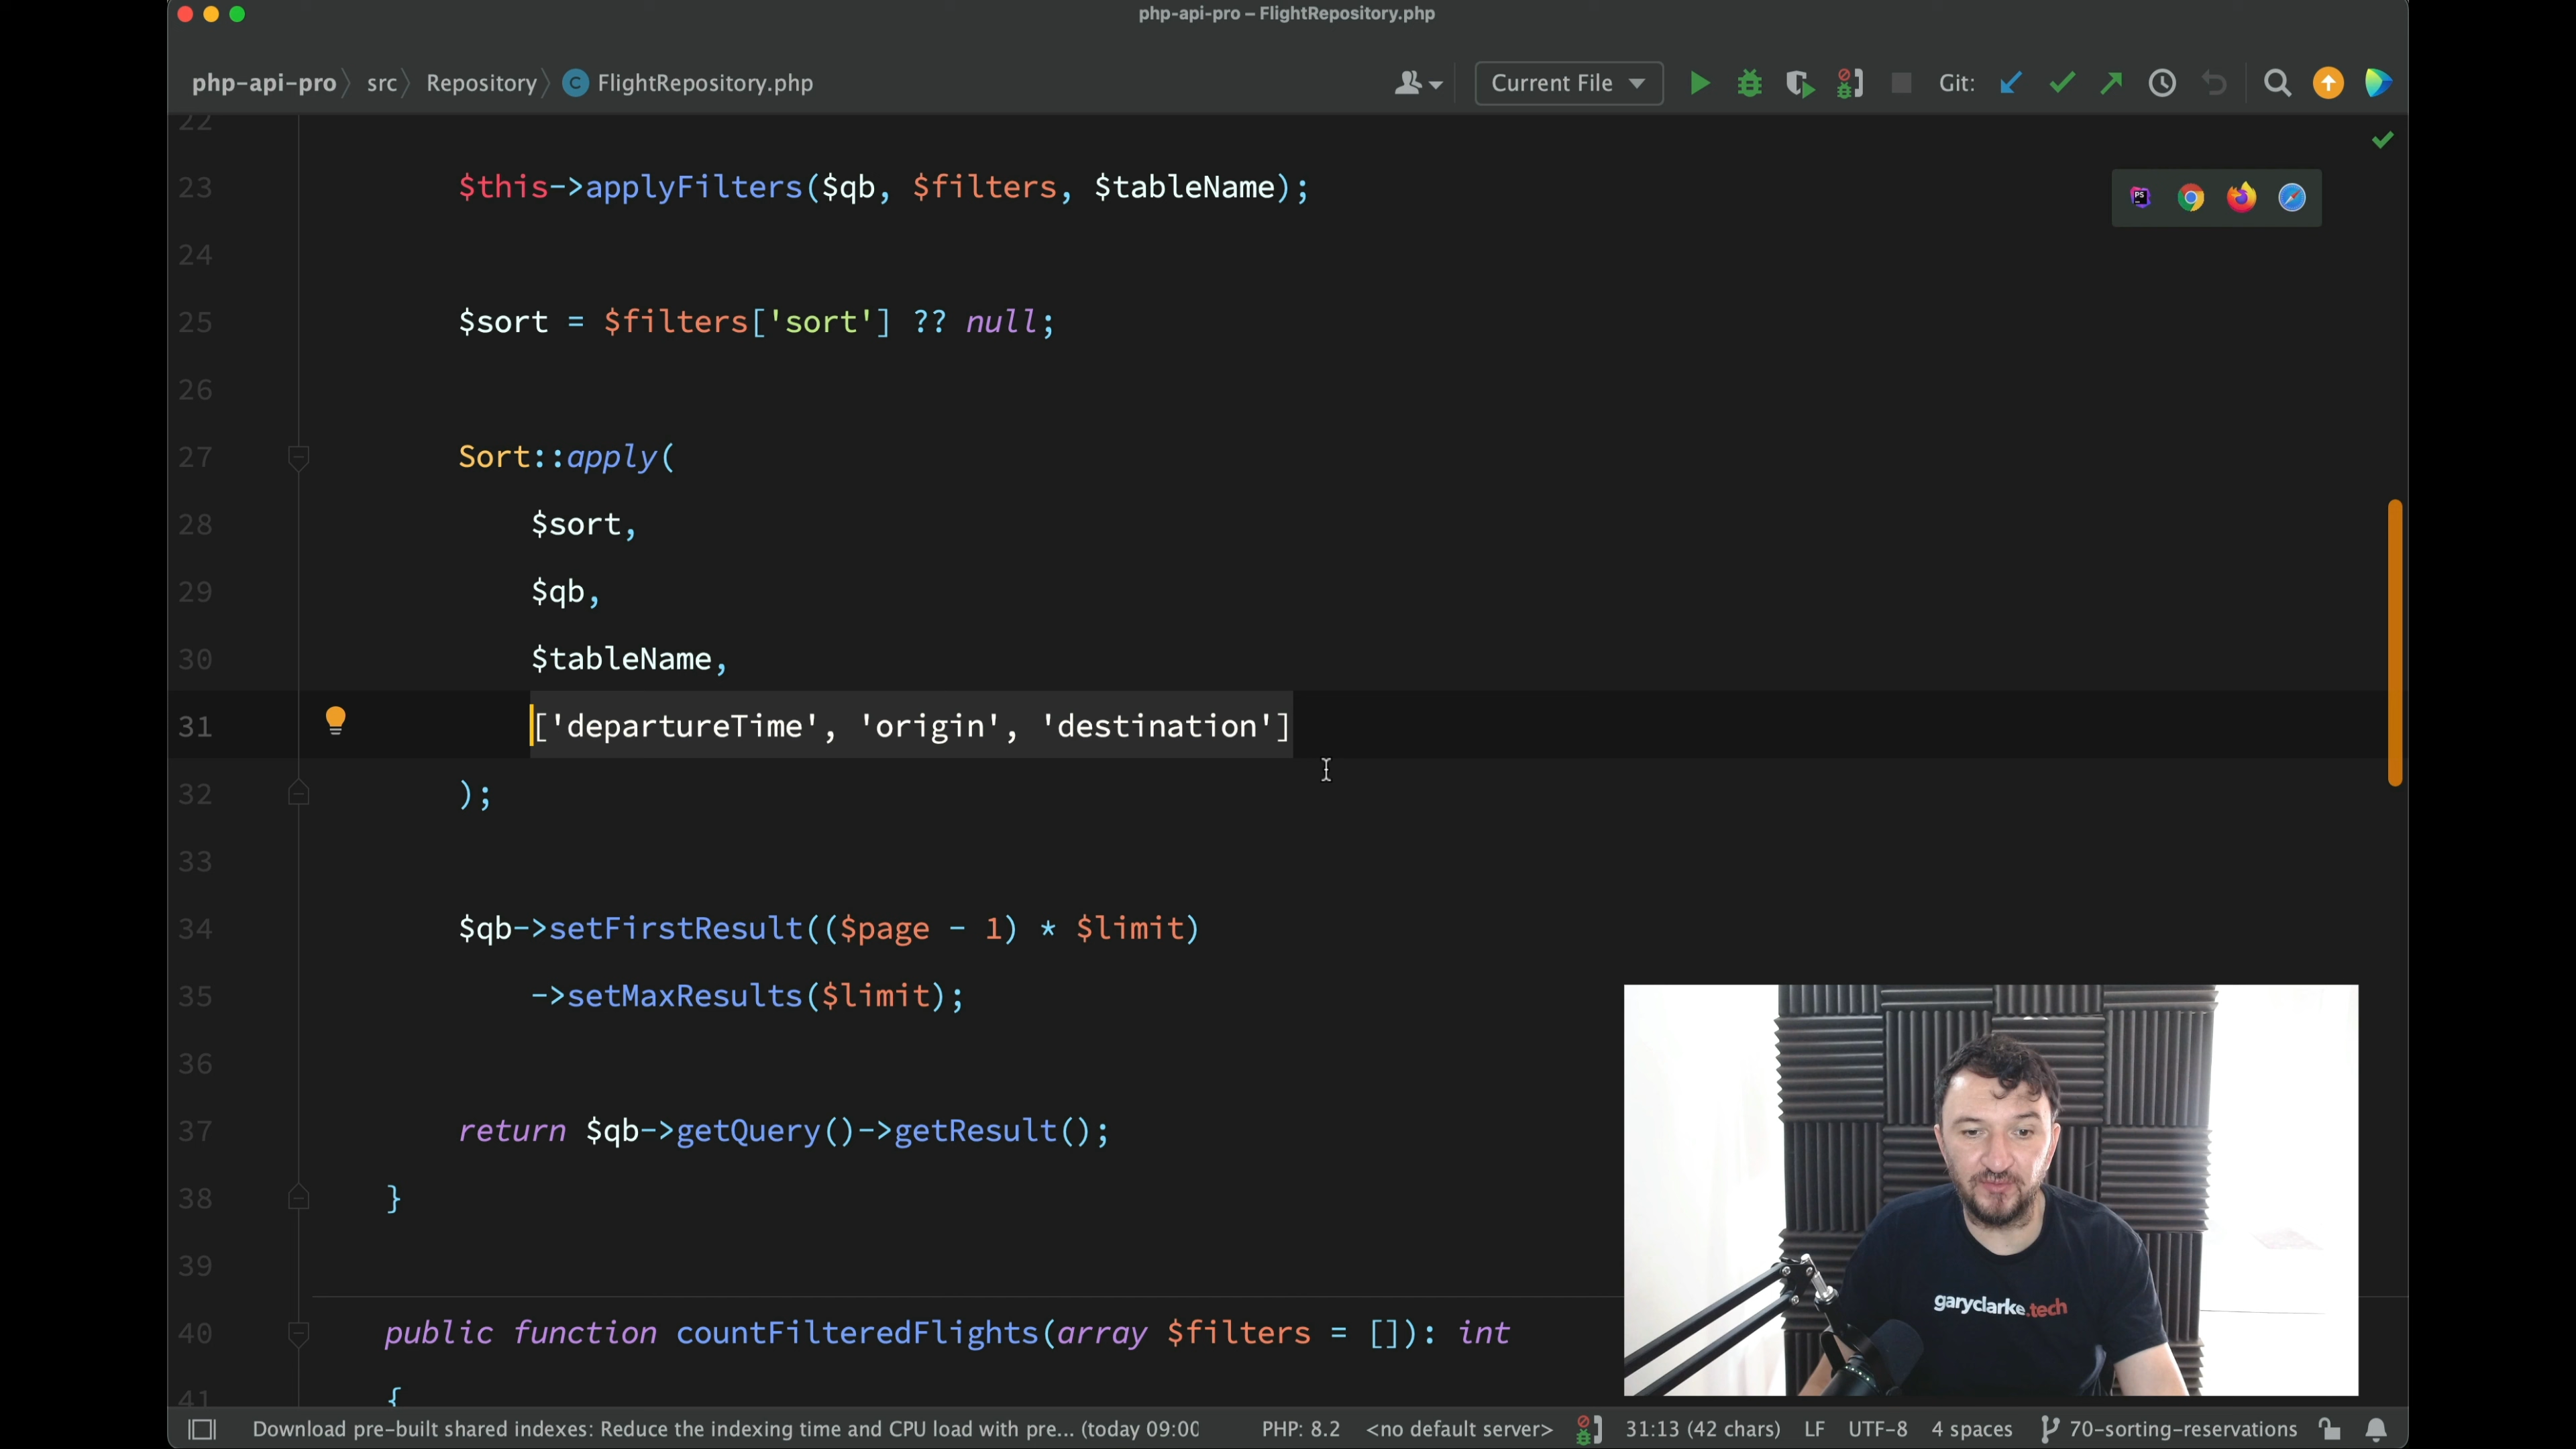 php-api-pro – FlightRepository.php
php-api-pro src Repository C FlightRepository.php Current File Git:
22
23 $this->applyFilters($qb, $filters, $tableName);
24
25 $sort = $filters['sort'] ?? null;
26
27 Sort::apply(
28 $sort,
29 $qb,
30 $tableName,
31 ['departureTime', 'origin', 'destination']
32 );
33
34 $qb->setFirstResult(($page - 1) * $limit)
35 ->setMaxResults($limit);
36
37 return $qb->getQuery()->getResult();
38 }
39
40 public function countFilteredFlights(array $filters = []): int
41 {
PS
garyclarke.tech
Download pre-built shared indexes: Reduce the indexing time and CPU load with pre... (today 09:00 PHP: 8.2 <no default server> 31:13 (42 chars) LF UTF-8 4 spaces 70-sorting-reservations